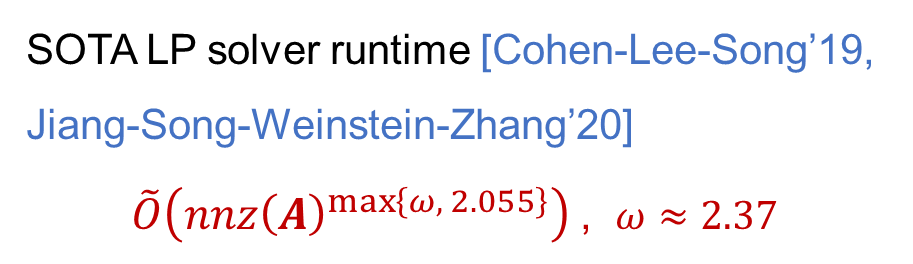 SOTA LP solver runtime [Cohen-Lee-Song’19,
Jiang-Song-Weinstein-Zhang’20]
Õ(nnz(A)^max{ω, 2.055}) , ω ≈ 2.37